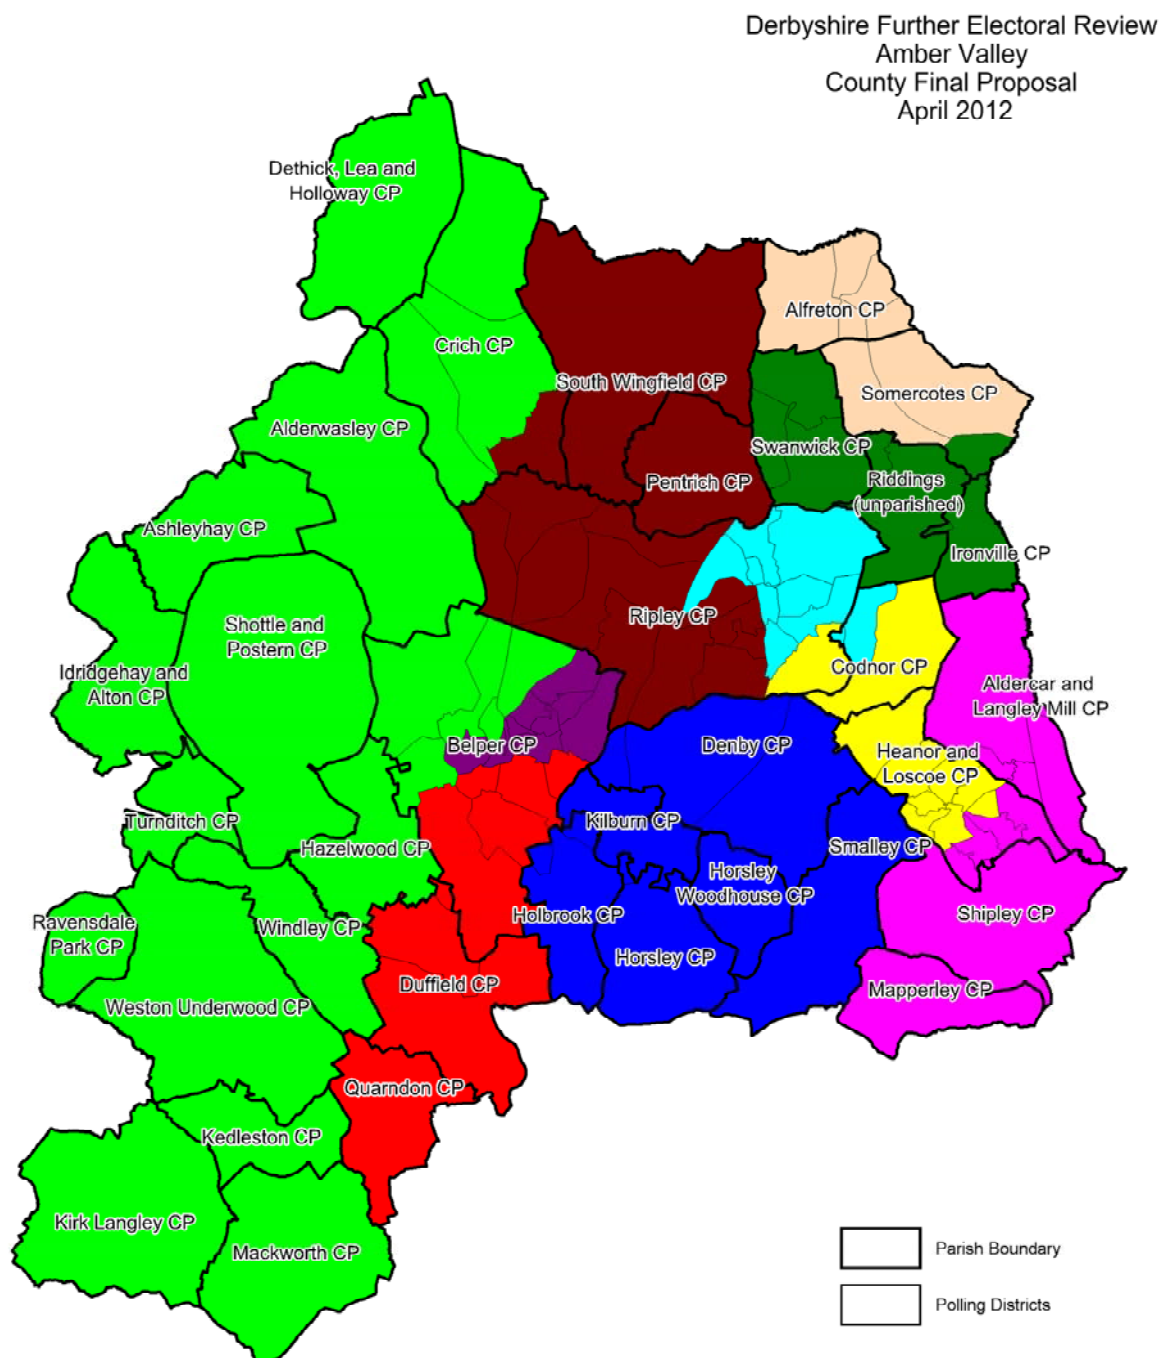 Derbyshire Further Electoral Review
Amber Valley
County Final Proposal
April 2012
Dethick, Lea and
Holloway CP
Alfreton CP
Crich CP
South Wingfield CP
Somercotes CP
Alderwasley CP
Swanwick CP
Pentrich CP
Riddings
(unparished)
Ashleyhay CP
Ironville CP
Shottle and
Postern CP
Ripley CP
Idridgehay and
Alton CP
Codnor CP
Aldercar and
Langley Mill CP
Belper CP
Denby CP
Heanor and
Loscoe CP
Turnditch CP
Kilburn CP
Hazelwood CP
Smalley CP
Horsley
Woodhouse CP
Ravensdale
Park CP
Windley CP
Holbrook CP
Shipley CP
Horsley CP
Duffield CP
Mapperley CP
Weston Underwood CP
Quarndon CP
Kedleston CP
Kirk Langley CP
Mackworth CP
Parish Boundary
Polling Districts